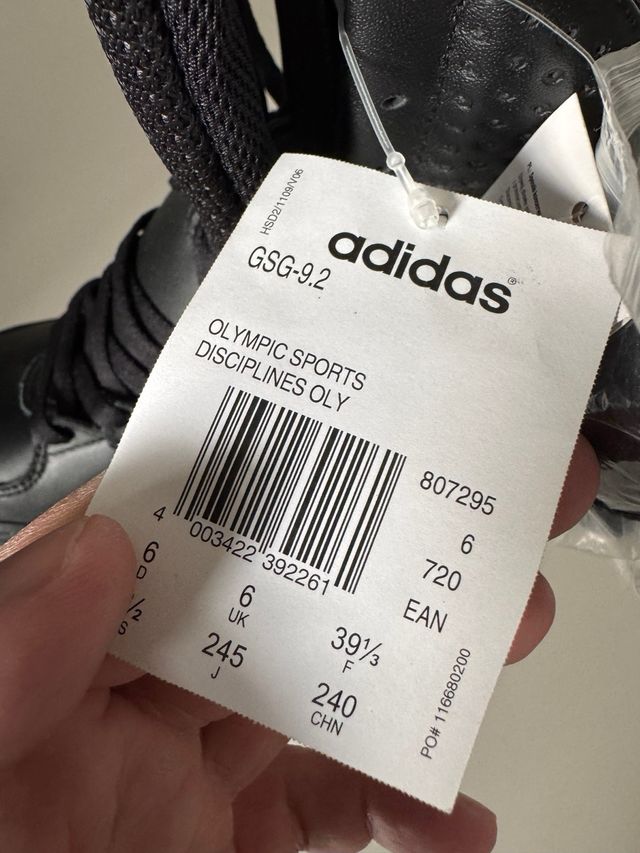 HSD2/1109/V06
adidas®
GSG-9.2
OLYMPIC SPORTS
DISCIPLINES OLY
807295
6
720
EAN
4 003422 392261
6
D
6
UK
39⅓
F
½
S
245
J
240
CHN
PO# 116680200